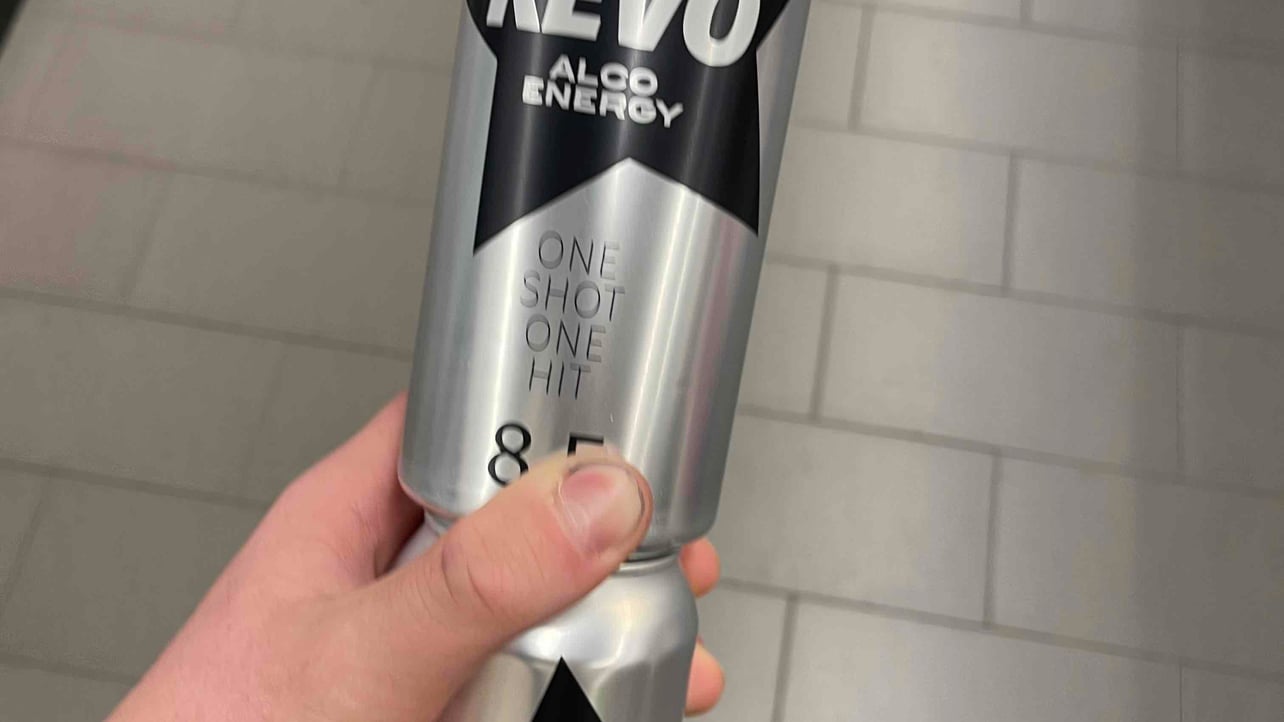 REVO
ALCO
ENERGY
ONE
SHOT
ONE
HIT
8